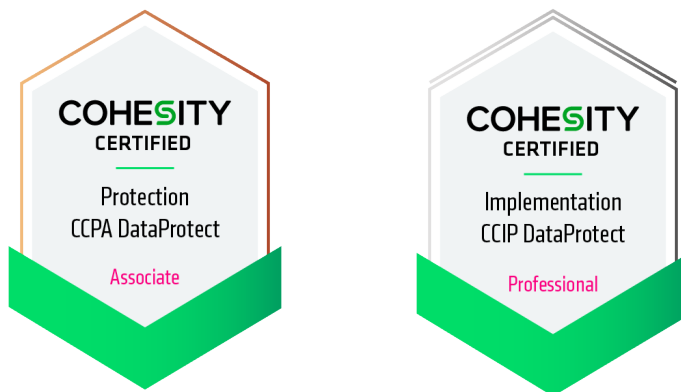 COHESITY
CERTIFIED
Protection
CCPA DataProtect
Associate
COHESITY
CERTIFIED
Implementation
CCIP DataProtect
Professional